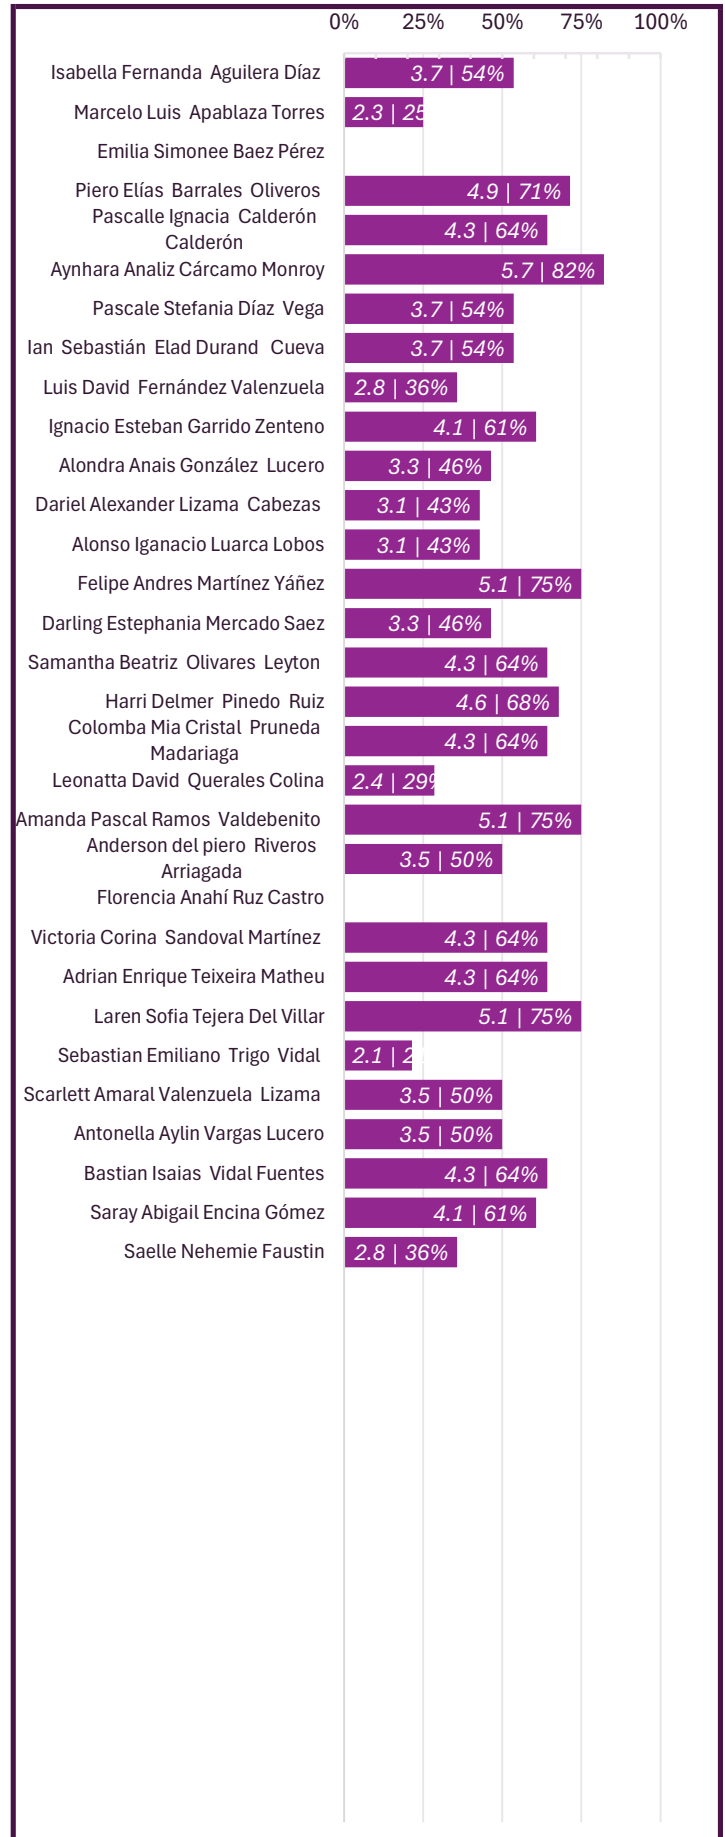 0% 25% 50% 75% 100%
Isabella Fernanda Aguilera Díaz 3.7 | 54%
Marcelo Luis Apablaza Torres 2.3 | 25
Emilia Simonee Baez Pérez
Piero Elías Barrales Oliveros 4.9 | 71%
Pascalle Ignacia Calderón
Calderón 4.3 | 64%
Aynhara Analiz Cárcamo Monroy 5.7 | 82%
Pascale Stefania Díaz Vega 3.7 | 54%
Ian Sebastián Elad Durand Cueva 3.7 | 54%
Luis David Fernández Valenzuela 2.8 | 36%
Ignacio Esteban Garrido Zenteno 4.1 | 61%
Alondra Anais González Lucero 3.3 | 46%
Dariel Alexander Lizama Cabezas 3.1 | 43%
Alonso Iganacio Luarca Lobos 3.1 | 43%
Felipe Andres Martínez Yáñez 5.1 | 75%
Darling Estephania Mercado Saez 3.3 | 46%
Samantha Beatriz Olivares Leyton 4.3 | 64%
Harri Delmer Pinedo Ruiz 4.6 | 68%
Colomba Mia Cristal Pruneda
Madariaga 4.3 | 64%
Leonatta David Querales Colina 2.4 | 29%
Amanda Pascal Ramos Valdebenito 5.1 | 75%
Anderson del piero Riveros
Arriagada 3.5 | 50%
Florencia Anahí Ruz Castro
Victoria Corina Sandoval Martínez 4.3 | 64%
Adrian Enrique Teixeira Matheu 4.3 | 64%
Laren Sofia Tejera Del Villar 5.1 | 75%
Sebastian Emiliano Trigo Vidal 2.1 | 2
Scarlett Amaral Valenzuela Lizama 3.5 | 50%
Antonella Aylin Vargas Lucero 3.5 | 50%
Bastian Isaias Vidal Fuentes 4.3 | 64%
Saray Abigail Encina Gómez 4.1 | 61%
Saelle Nehemie Faustin 2.8 | 36%